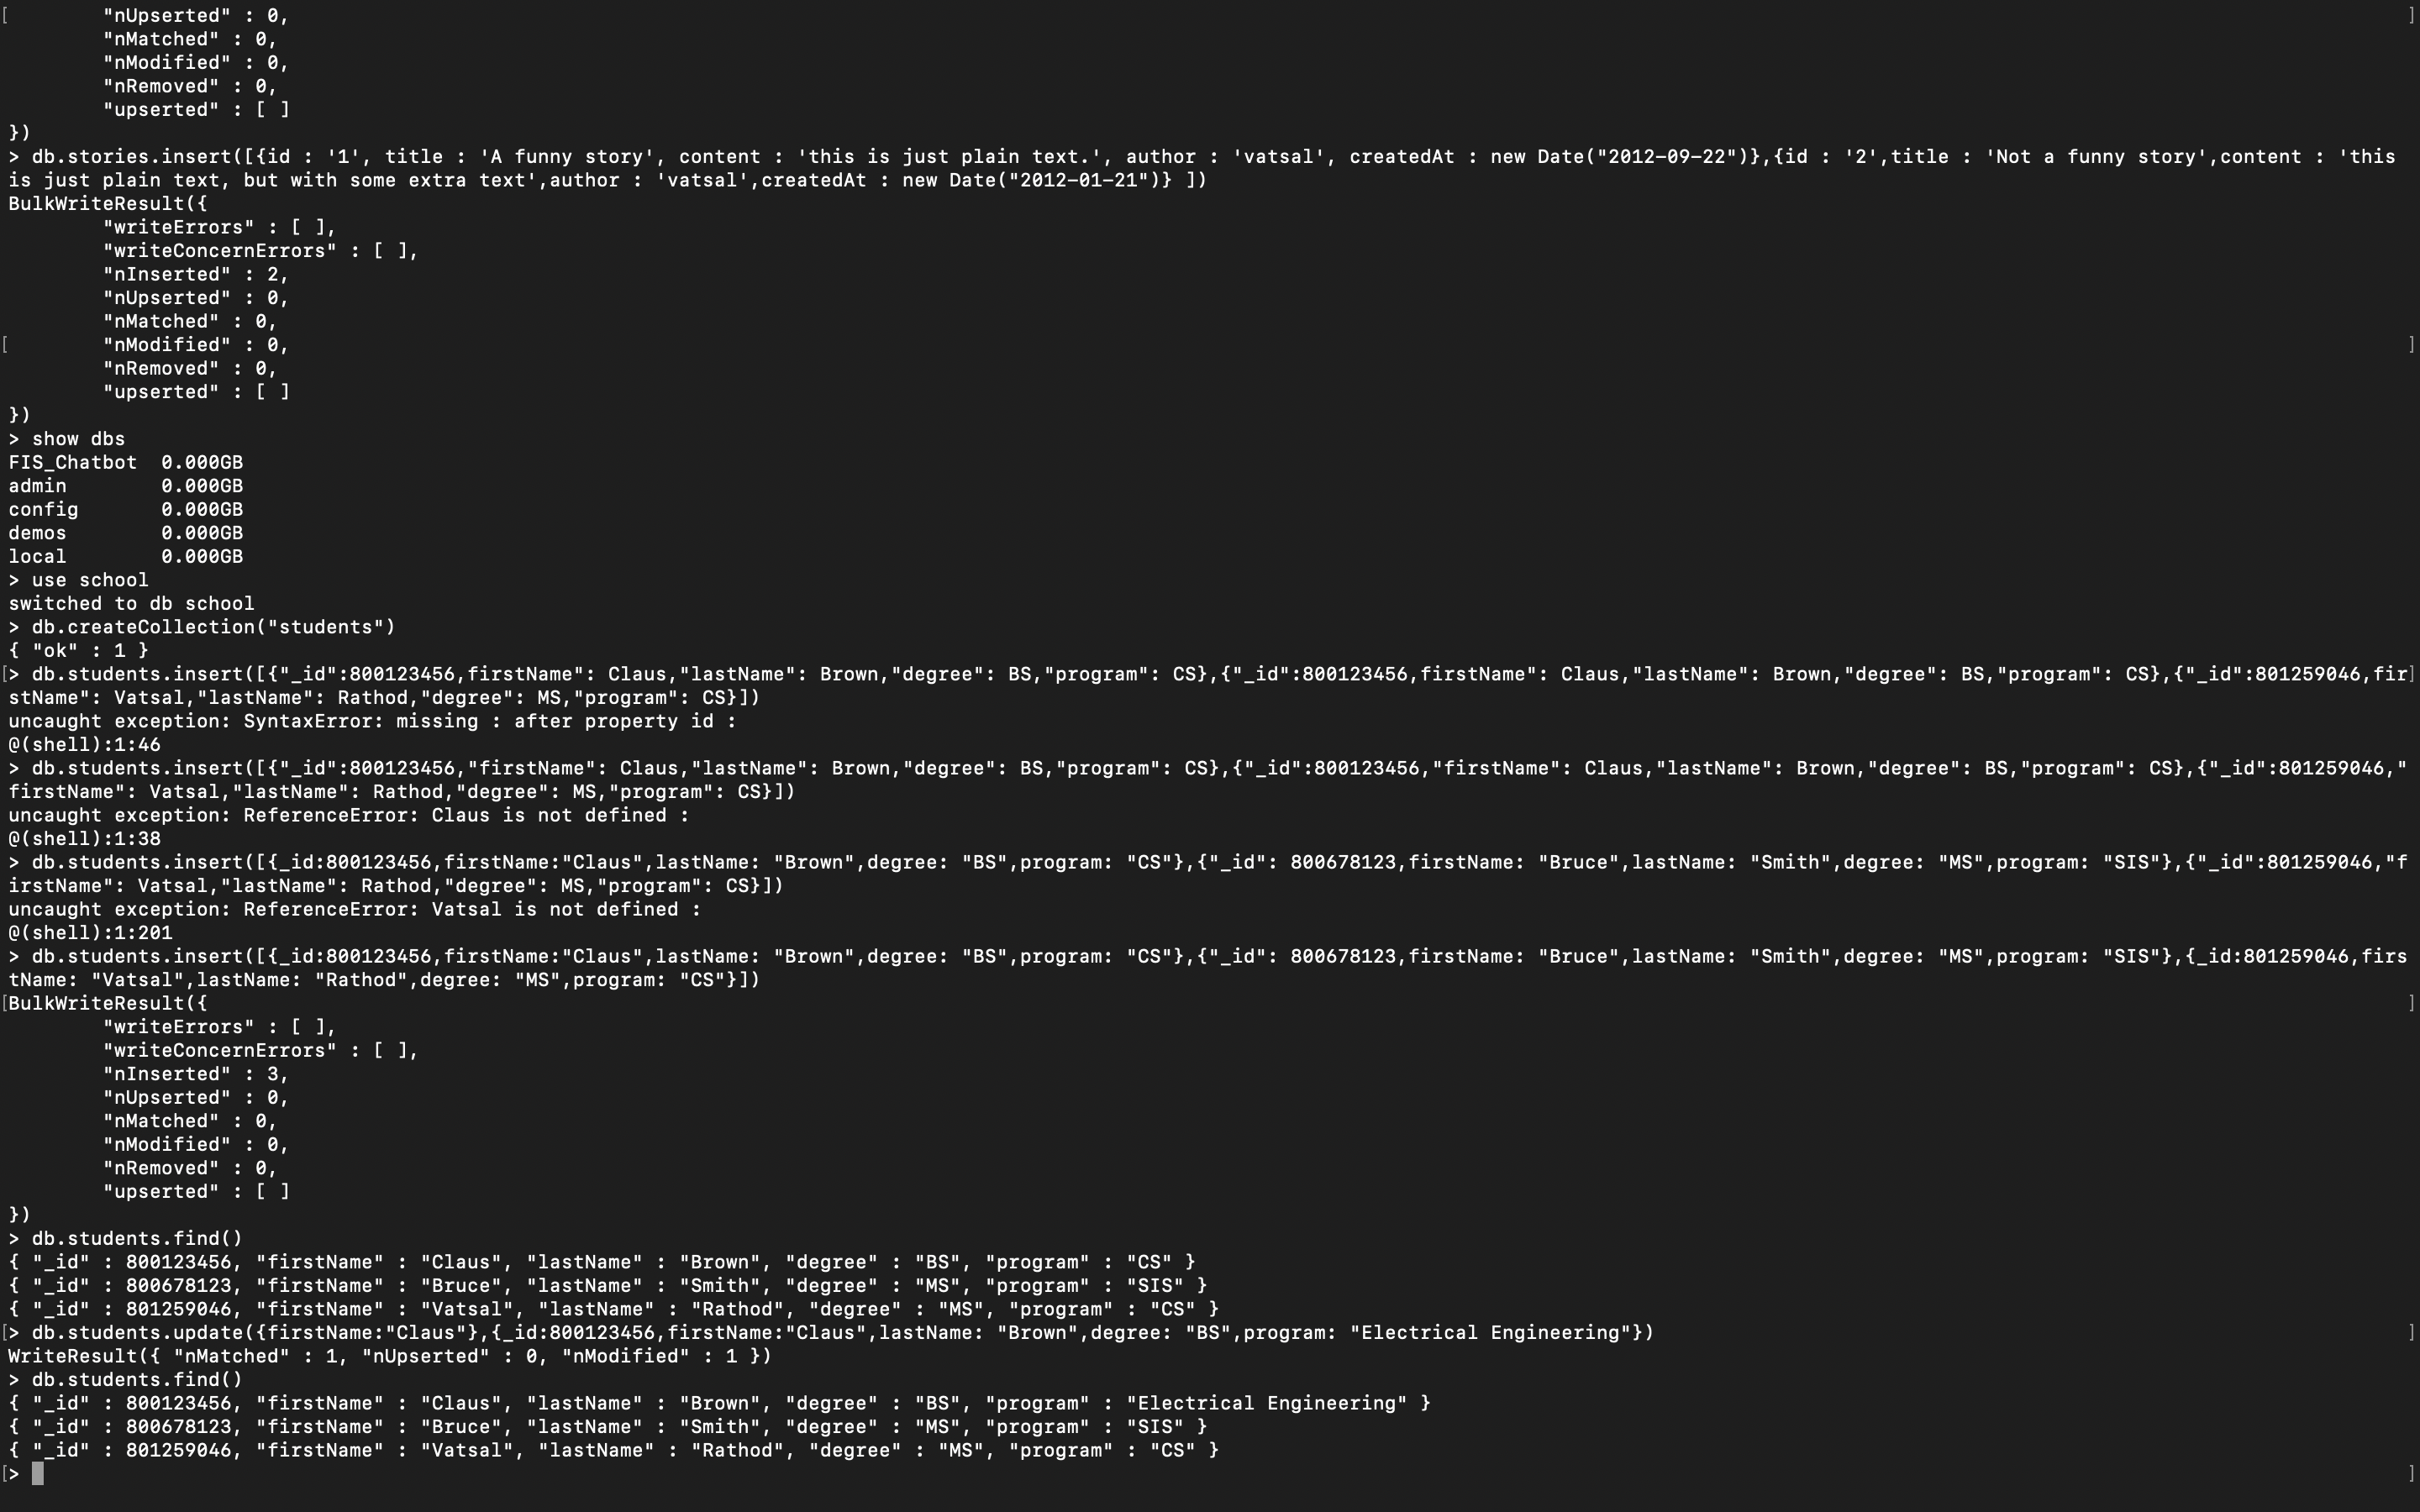 [        "nUpserted" : 0,        ]
        "nMatched" : 0,
        "nModified" : 0,
        "nRemoved" : 0,
        "upserted" : [ ]
})
> db.stories.insert([{id : '1', title : 'A funny story', content : 'this is just plain text.', author : 'vatsal', createdAt : new Date("2012-09-22")},{id : '2',title : 'Not a funny story',content : 'this
is just plain text, but with some extra text',author : 'vatsal',createdAt : new Date("2012-01-21")} ])
BulkWriteResult({
        "writeErrors" : [ ],
        "writeConcernErrors" : [ ],
        "nInserted" : 2,
        "nUpserted" : 0,
        "nMatched" : 0,
[        "nModified" : 0,        ]
        "nRemoved" : 0,
        "upserted" : [ ]
})
> show dbs
FIS_Chatbot  0.000GB
admin        0.000GB
config       0.000GB
demos        0.000GB
local        0.000GB
> use school
switched to db school
> db.createCollection("students")
{ "ok" : 1 }
[> db.students.insert([{"_id":800123456,firstName": Claus,"lastName": Brown,"degree": BS,"program": CS},{"_id":800123456,firstName": Claus,"lastName": Brown,"degree": BS,"program": CS},{"_id":801259046,fir]
stName": Vatsal,"lastName": Rathod,"degree": MS,"program": CS}])
uncaught exception: SyntaxError: missing : after property id :
@(shell):1:46
> db.students.insert([{"_id":800123456,"firstName": Claus,"lastName": Brown,"degree": BS,"program": CS},{"_id":800123456,"firstName": Claus,"lastName": Brown,"degree": BS,"program": CS},{"_id":801259046,"
firstName": Vatsal,"lastName": Rathod,"degree": MS,"program": CS}])
uncaught exception: ReferenceError: Claus is not defined :
@(shell):1:38
> db.students.insert([{_id:800123456,firstName:"Claus",lastName: "Brown",degree: "BS",program: "CS"},{"_id": 800678123,firstName: "Bruce",lastName: "Smith",degree: "MS",program: "SIS"},{"_id":801259046,"f
irstName": Vatsal,"lastName": Rathod,"degree": MS,"program": CS}])
uncaught exception: ReferenceError: Vatsal is not defined :
@(shell):1:201
> db.students.insert([{_id:800123456,firstName:"Claus",lastName: "Brown",degree: "BS",program: "CS"},{"_id": 800678123,firstName: "Bruce",lastName: "Smith",degree: "MS",program: "SIS"},{_id:801259046,firs
tName: "Vatsal",lastName: "Rathod",degree: "MS",program: "CS"}])
[BulkWriteResult({        ]
        "writeErrors" : [ ],
        "writeConcernErrors" : [ ],
        "nInserted" : 3,
        "nUpserted" : 0,
        "nMatched" : 0,
        "nModified" : 0,
        "nRemoved" : 0,
        "upserted" : [ ]
})
> db.students.find()
{ "_id" : 800123456, "firstName" : "Claus", "lastName" : "Brown", "degree" : "BS", "program" : "CS" }
{ "_id" : 800678123, "firstName" : "Bruce", "lastName" : "Smith", "degree" : "MS", "program" : "SIS" }
{ "_id" : 801259046, "firstName" : "Vatsal", "lastName" : "Rathod", "degree" : "MS", "program" : "CS" }
[> db.students.update({firstName:"Claus"},{_id:800123456,firstName:"Claus",lastName: "Brown",degree: "BS",program: "Electrical Engineering"})        ]
WriteResult({ "nMatched" : 1, "nUpserted" : 0, "nModified" : 1 })
> db.students.find()
{ "_id" : 800123456, "firstName" : "Claus", "lastName" : "Brown", "degree" : "BS", "program" : "Electrical Engineering" }
{ "_id" : 800678123, "firstName" : "Bruce", "lastName" : "Smith", "degree" : "MS", "program" : "SIS" }
{ "_id" : 801259046, "firstName" : "Vatsal", "lastName" : "Rathod", "degree" : "MS", "program" : "CS" }
[>        ]